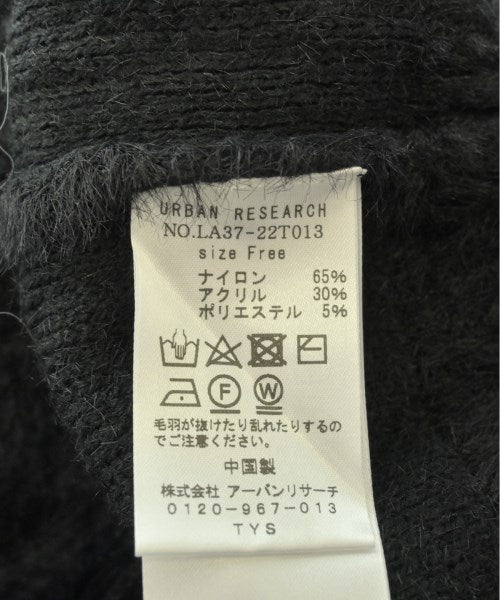 URBAN RESEARCH
NO.LA37-22T013
size Free
ナイロン 65%
アクリル 30%
ポリエステル 5%
F W
毛羽が抜けたり乱れたりするの
でご注意ください。
中国製
株式会社 アーバンリサーチ
0120-967-013
TYS